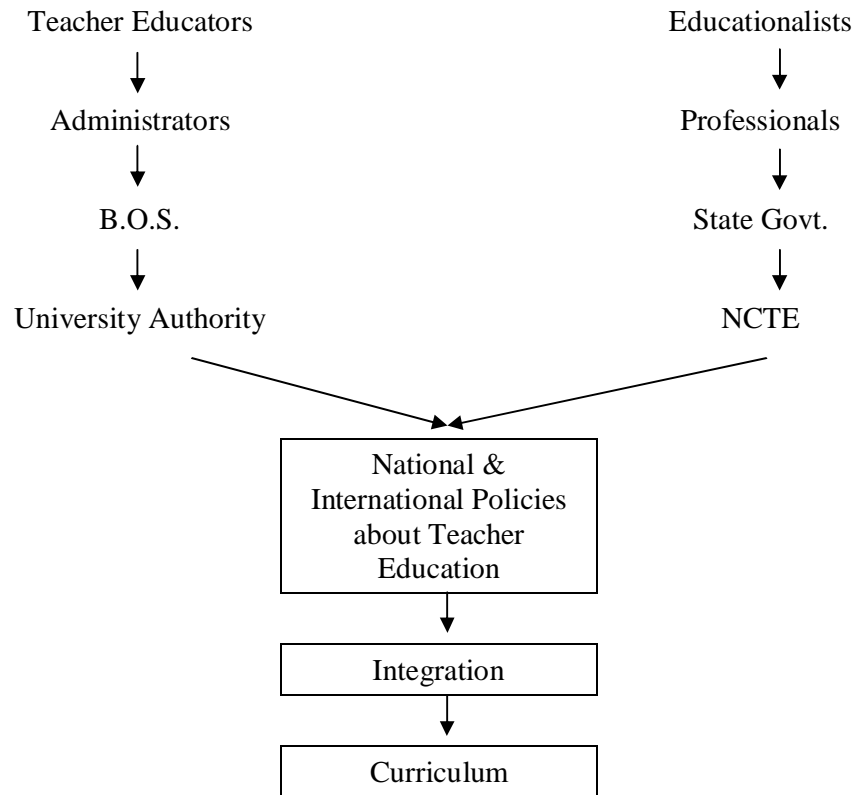 Teacher Educators
Educationalists
Administrators
Professionals
B.O.S.
State Govt.
University Authority
NCTE
National &
International Policies
about Teacher
Education
Integration
Curriculum